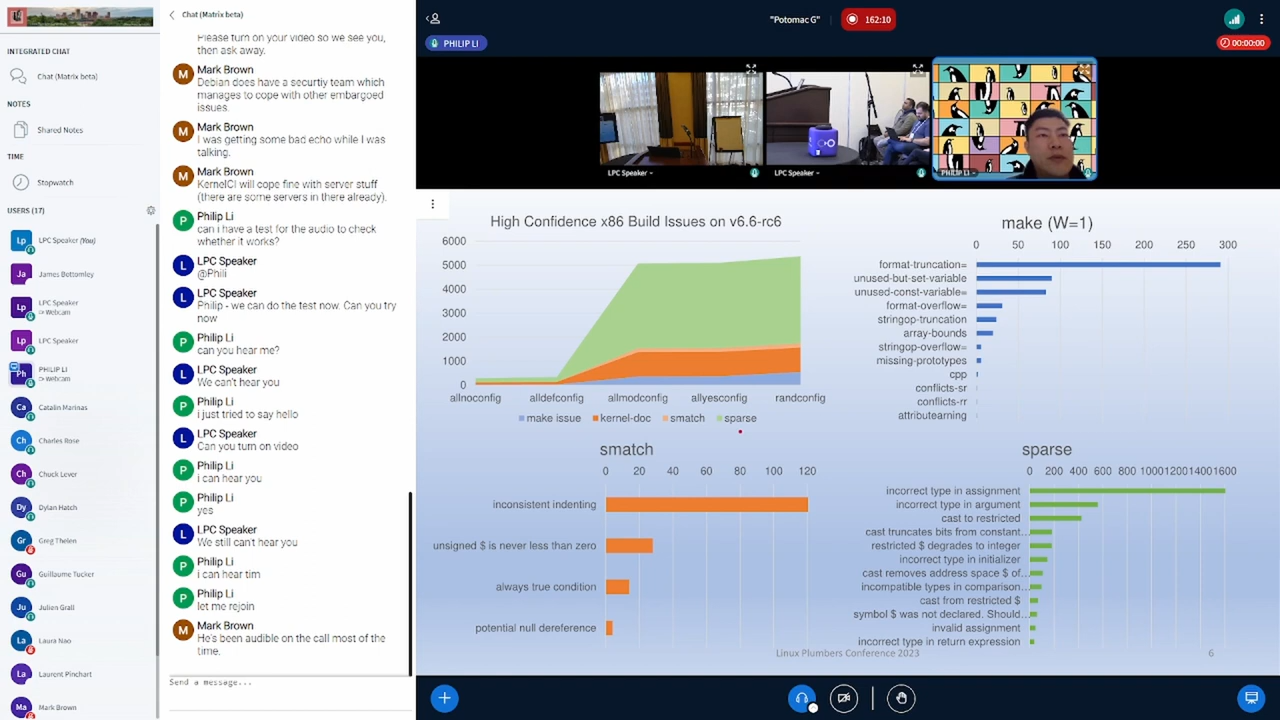 INTEGRATED CHAT
Chat (Matrix beta)
NOTES
Shared Notes
TIME
Stopwatch
USERS (17)
Lp LPC Speaker (You)
Ja James Bottomley
Lp LPC Speaker
Webcam
Lp LPC Speaker
Ph PHILIP LI
Webcam
Ca Catalin Marinas
Ch Charles Rose
Ch Chuck Lever
Dy Dylan Hatch
Gr Greg Thelen
Gu Guillaume Tucker
Ju Julien Grall
La Laura Nao
La Laurent Pinchart
Ma Mark Brown
Chat (Matrix beta)
Please turn on your video so we see you,
then ask away.
M Mark Brown
Debian does have a securtiy team which
manages to cope with other embargoed
issues.
M Mark Brown
I was getting some bad echo while I was
talking.
M Mark Brown
KernelCI will cope fine with server stuff
(there are some servers in there already).
P Philip Li
can i have a test for the audio to check
whether it works?
L LPC Speaker
@Phili
L LPC Speaker
Philip - we can do the test now. Can you try
now
P Philip Li
can you hear me?
L LPC Speaker
We can't hear you
P Philip Li
i just tried to say hello
L LPC Speaker
Can you turn on video
P Philip Li
i can hear you
P Philip Li
yes
L LPC Speaker
We still can't hear you
P Philip Li
i can hear tim
P Philip Li
let me rejoin
M Mark Brown
He's been audible on the call most of the
time.
Send a message...
"Potomac G"
162:10
PHILIP LI
00:00:00
LPC Speaker
LPC Speaker
PHILIP LI
High Confidence x86 Build Issues on v6.6-rc6
6000
5000
4000
3000
2000
1000
0
allnoconfig alldefconfig allmodconfig allyesconfig randconfig
make issue kernel-doc smatch sparse
make (W=1)
0 50 100 150 200 250 300
format-truncation=
unused-but-set-variable
unused-const-variable=
format-overflow=
stringop-truncation
array-bounds
stringop-overflow=
missing-prototypes
cpp
conflicts-sr
conflicts-rr
attributearning
smatch
0 20 40 60 80 100 120
inconsistent indenting
unsigned $ is never less than zero
always true condition
potential null dereference
sparse
0 200 400 600 800 1000 1200 1400 1600
incorrect type in assignment
incorrect type in argument
cast to restricted
cast truncates bits from constant...
restricted $ degrades to integer
incorrect type in initializer
cast removes address space $ of...
incompatible types in comparison...
cast from restricted $
symbol $ was not declared. Should...
invalid assignment
incorrect type in return expression
Linux Plumbers Conference 2023
6